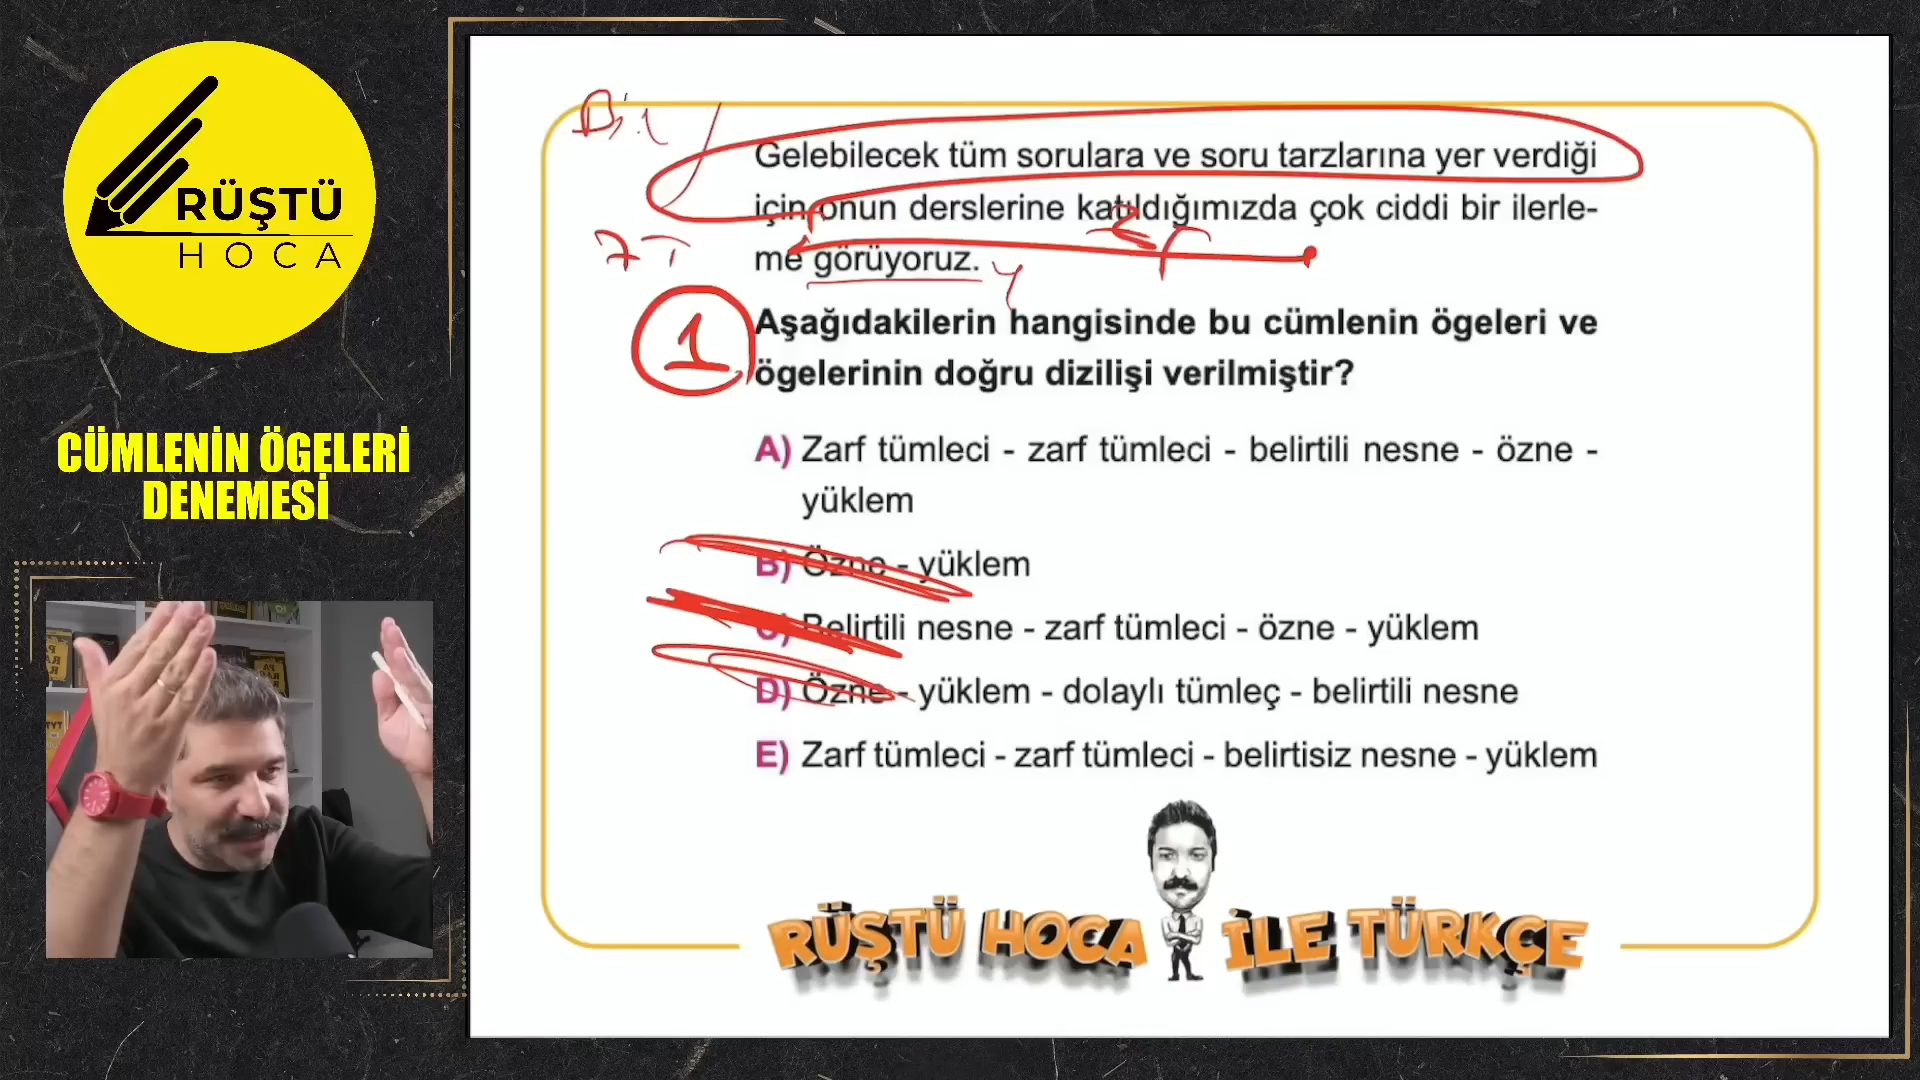 RÜŞTÜ
HOCA
CÜMLENİN ÖGELERİ
DENEMESİ
Gelebilecek tüm sorulara ve soru tarzlarına yer verdiği
için onun derslerine katıldığımızda çok ciddi bir ilerle-
me görüyoruz.
Y
1
Aşağıdakilerin hangisinde bu cümlenin ögeleri ve
ögelerinin doğru dizilişi verilmiştir?
A) Zarf tümleci - zarf tümleci - belirtili nesne - özne -
yüklem
B) Özne - yüklem
C) Belirtili nesne - zarf tümleci - özne - yüklem
D) Özne - yüklem - dolaylı tümleç - belirtili nesne
E) Zarf tümleci - zarf tümleci - belirtisiz nesne - yüklem
RÜŞTÜ HOCA İLE TÜRKÇE